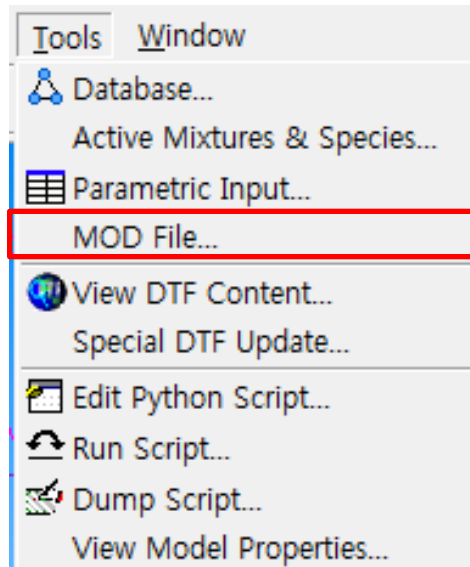 Tools Window
Database...
Active Mixtures & Species...
Parametric Input...
MOD File...
View DTF Content...
Special DTF Update...
Edit Python Script...
Run Script...
Dump Script...
View Model Properties...